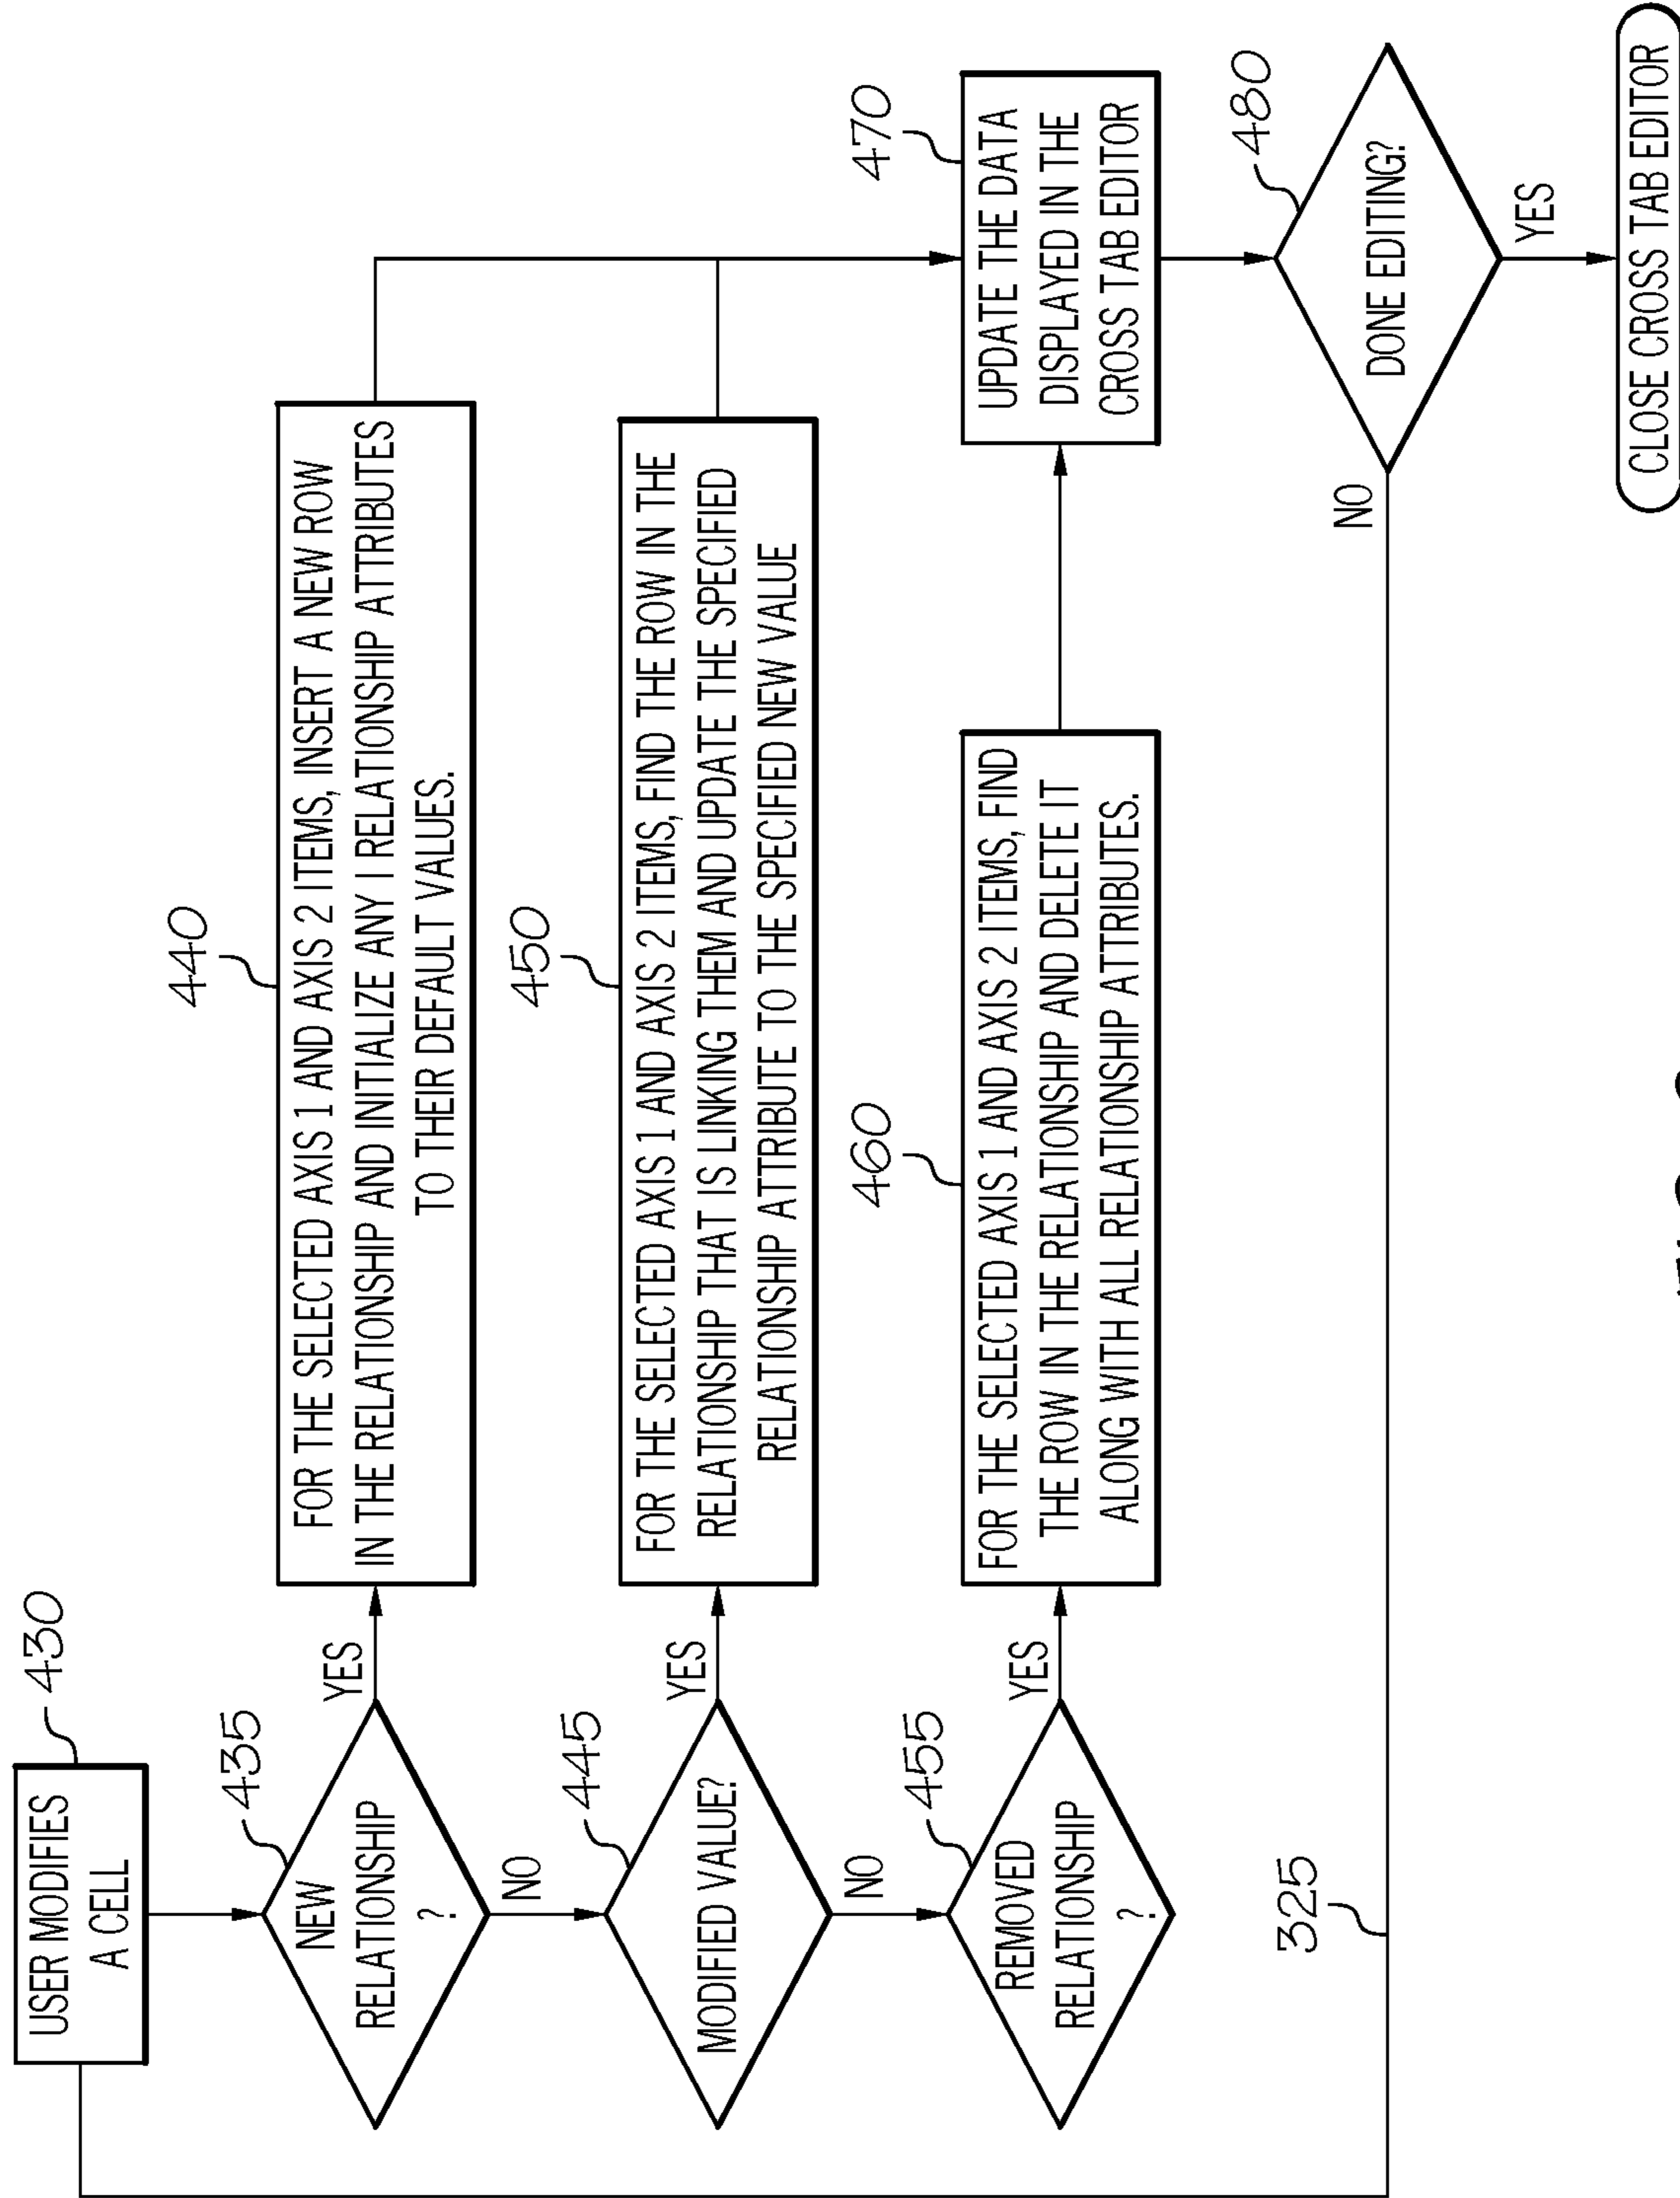 USER MODIFIES
A CELL
430
NEW
RELATIONSHIP
?
435
YES
NO
440
FOR THE SELECTED AXIS 1 AND AXIS 2 ITEMS, INSERT A NEW ROW
IN THE RELATIONSHIP AND INITIALIZE ANY I RELATIONSHIP ATTRIBUTES
TO THEIR DEFAULT VALUES.
MODIFIED VALUE?
445
YES
NO
450
FOR THE SELECTED AXIS 1 AND AXIS 2 ITEMS, FIND THE ROW IN THE
RELATIONSHIP THAT IS LINKING THEM AND UPDATE THE SPECIFIED
RELATIONSHIP ATTRIBUTE TO THE SPECIFIED NEW VALUE
REMOVED
RELATIONSHIP
?
455
YES
460
FOR THE SELECTED AXIS 1 AND AXIS 2 ITEMS, FIND
THE ROW IN THE RELATIONSHIP AND DELETE IT
ALONG WITH ALL RELATIONSHIP ATTRIBUTES.
470
UPDATE THE DATA
DISPLAYED IN THE
CROSS TAB EDITOR
325
NO
DONE EDITING?
480
YES
CLOSE CROSS TAB EDITOR